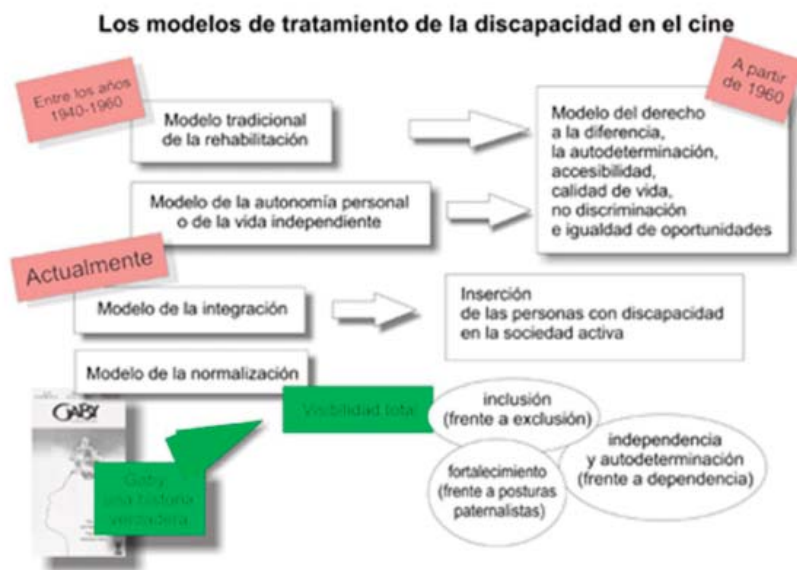 Los modelos de tratamiento de la discapacidad en el cine
Entre los años
1940-1960
Modelo tradicional
de la rehabilitación
A partir
de 1960
Modelo del derecho
a la diferencia,
la autodeterminación,
accesibilidad,
calidad de vida,
no discriminación
e igualdad de oportunidades
Modelo de la autonomía personal
o de la vida independiente
Actualmente
Modelo de la integración
Inserción
de las personas con discapacidad
en la sociedad activa
Modelo de la normalización
Visibilidad total
inclusión
(frente a exclusión)
independencia
y autodeterminación
(frente a dependencia)
fortalecimiento
(frente a posturas
paternalistas)
GABY
Gaby
una historia
verdadera